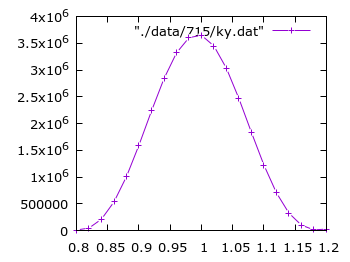 4x10^6
"./data/715/ky.dat"
3.5x10^6
3x10^6
2.5x10^6
2x10^6
1.5x10^6
1x10^6
500000
0
0.8 0.85 0.9 0.95 1 1.05 1.1 1.15 1.2